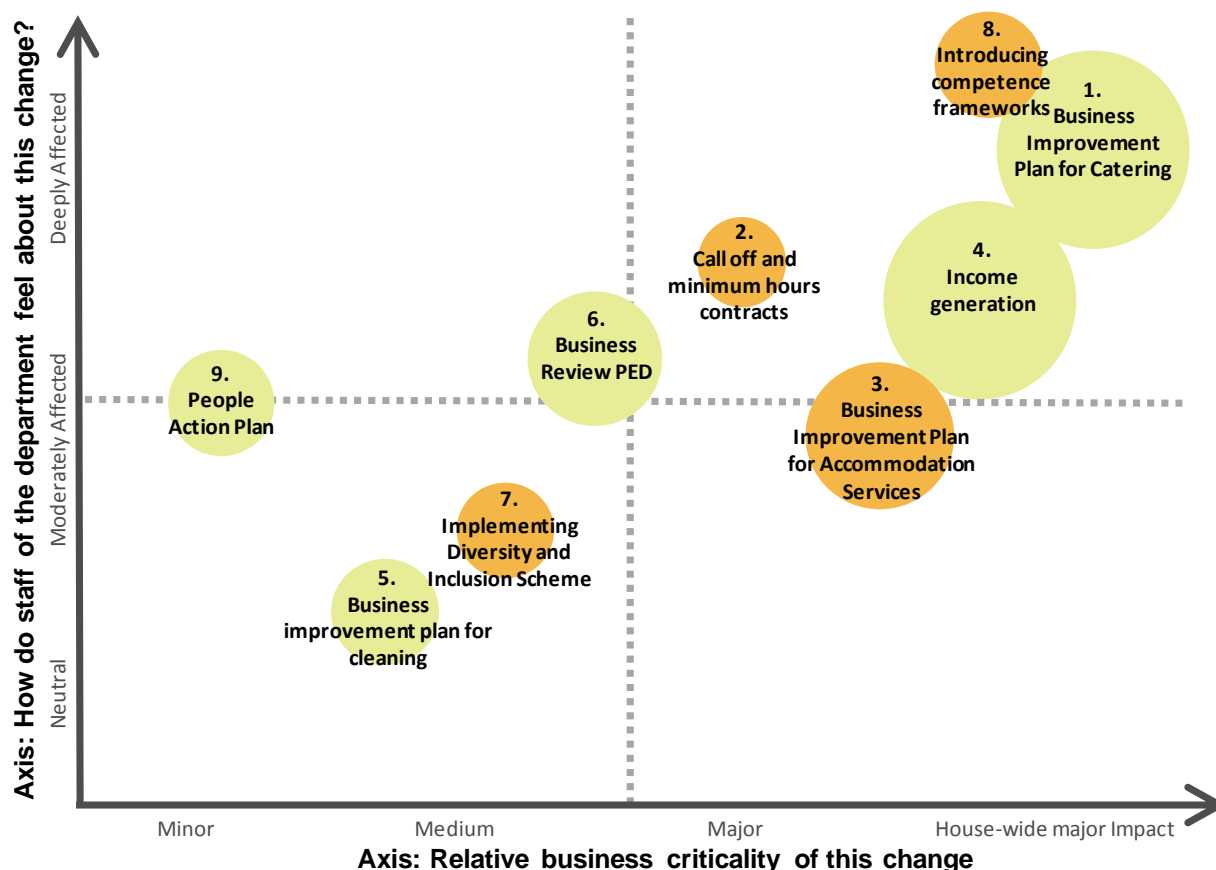 Axis: How do staff of the department feel about this change?
Deeply Affected
Moderately Affected
Neutral
8.
Introducing
competence
frameworks
1.
Business
Improvement
Plan for Catering
2.
Call off and
minimum hours
contracts
4.
Income
generation
6.
Business
Review PED
9.
People
Action Plan
3.
Business
Improvement Plan
for Accommodation
Services
7.
Implementing
Diversity and
Inclusion Scheme
5.
Business
improvement plan for
cleaning
Minor
Medium
Major
House-wide major Impact
Axis: Relative business criticality of this change